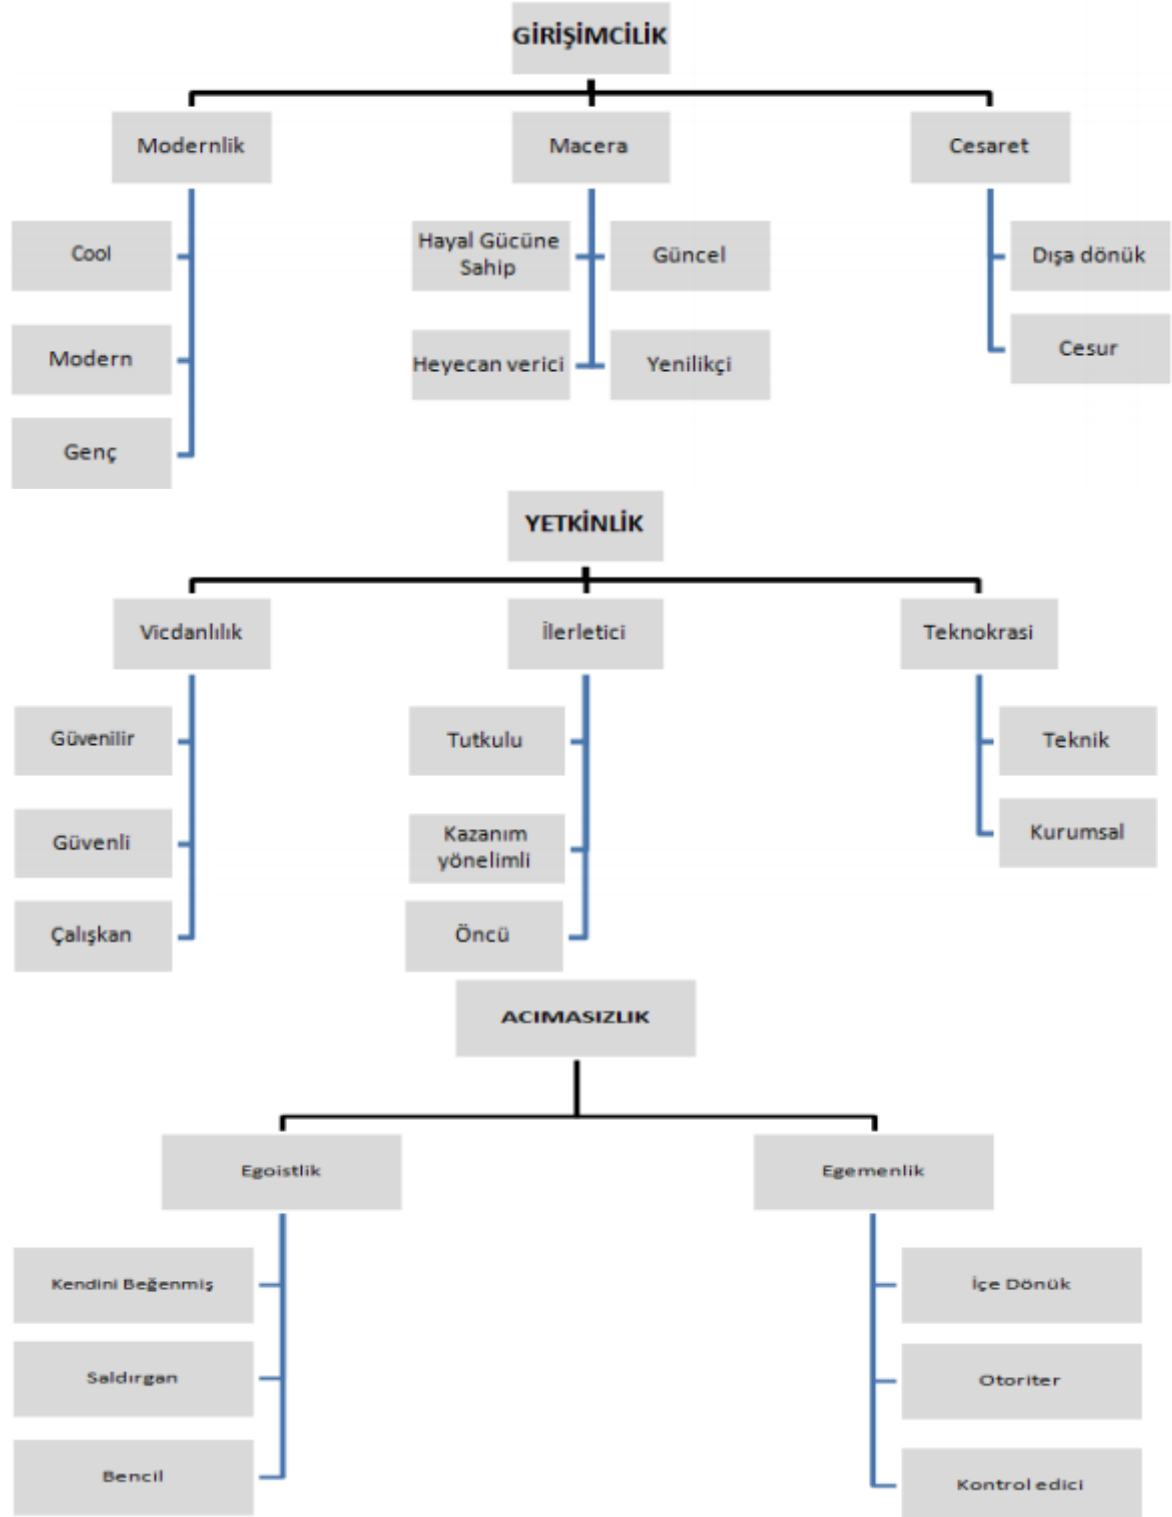 GİRİŞİMCİLİK
Modernlik
Macera
Cesaret
Cool
Modern
Genç
Hayal Gücüne
Sahip
Güncel
Heyecan verici
Yenilikçi
Dışa dönük
Cesur
YETKİNLİK
Vicdanlılık
İlerletici
Teknokrasi
Güvenilir
Güvenli
Çalışkan
Tutkulu
Kazanım
yönelimli
Öncü
Teknik
Kurumsal
ACIMASIZLIK
Egoistlik
Egemenlik
Kendini Beğenmiş
Saldırgan
Bencil
İçe Dönük
Otoriter
Kontrol edici